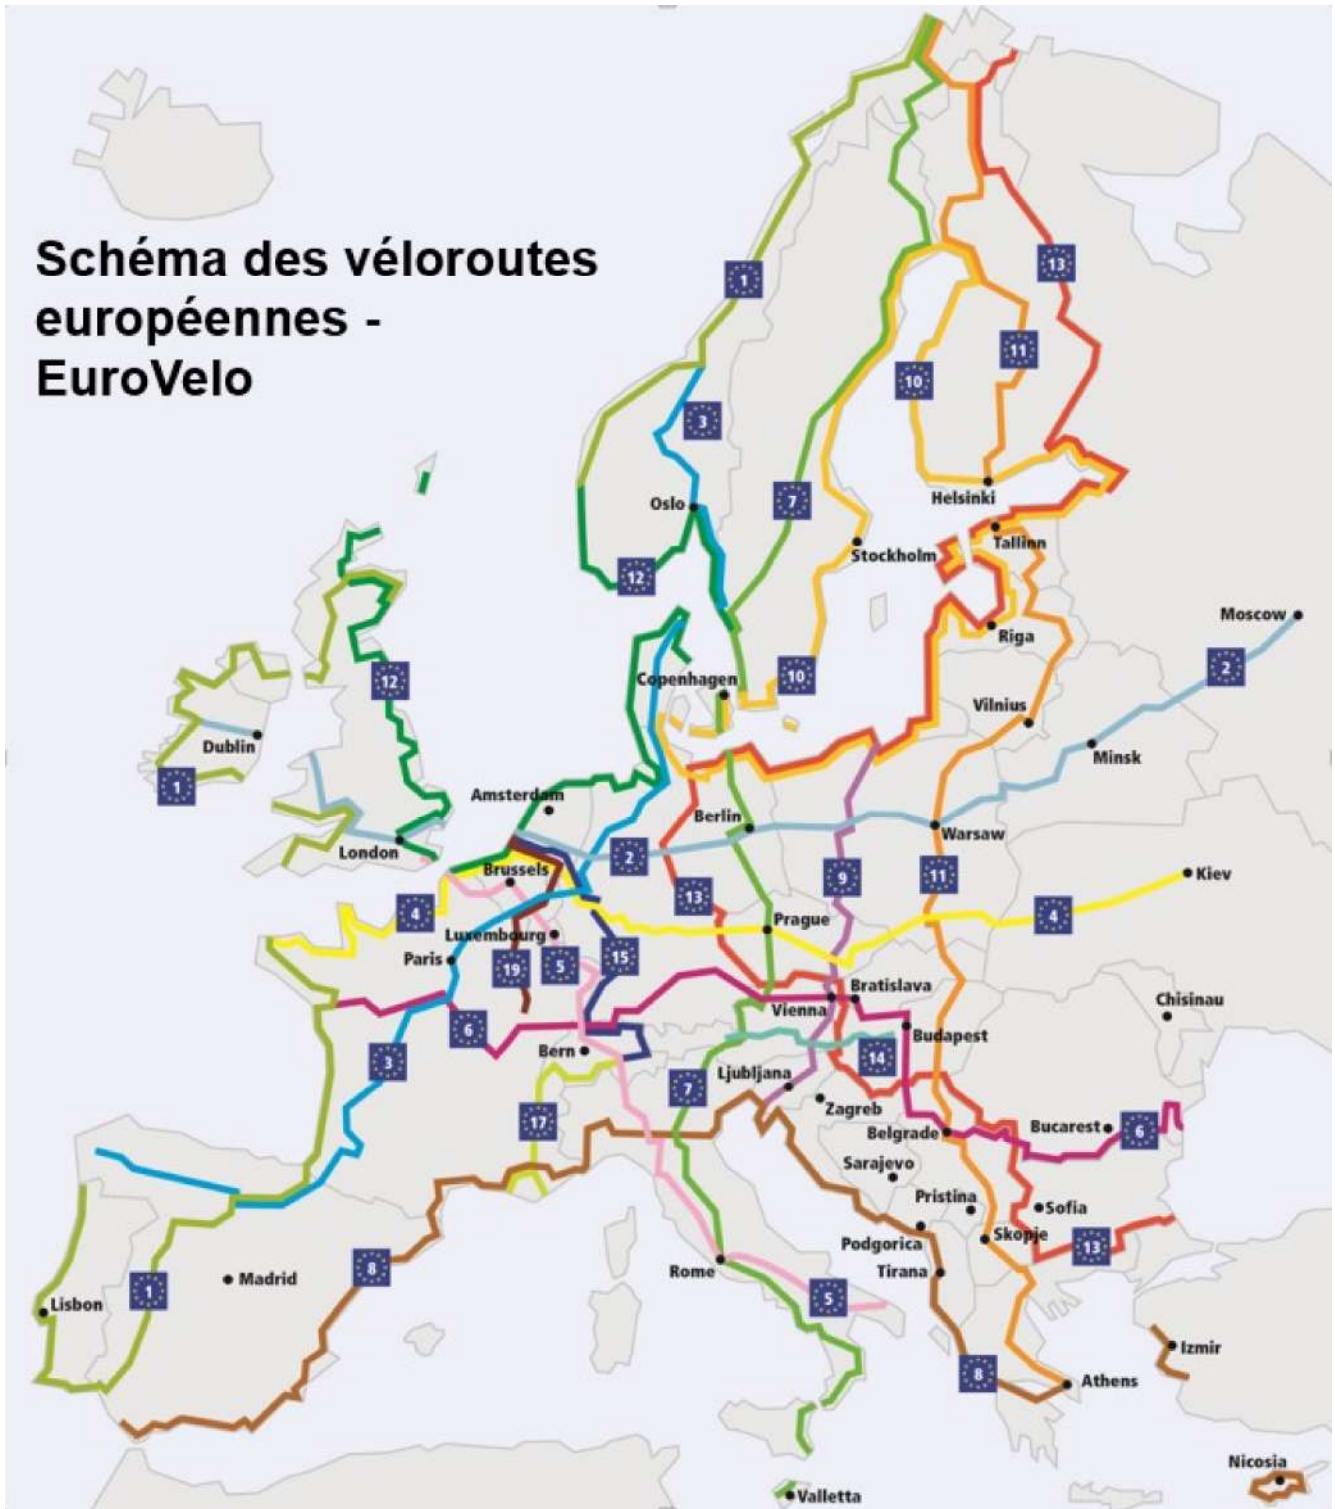 Schéma des véloroutes
européennes -
EuroVelo
1
13
11
10
3
Oslo
7
Helsinki
Stockholm
Tallinn
12
Moscow
Riga
2
12
Copenhagen
10
Vilnius
Dublin
Minsk
1
Amsterdam
Berlin
Warsaw
London
2
Brussels
9
11
Kiev
13
4
4
Prague
Luxembourg
Paris
19
5
15
Bratislava
Vienna
Chisinau
6
Budapest
Bern
14
3
Ljubljana
7
Zagreb
17
Belgrade
Bucarest
6
Sarajevo
Pristina
Sofia
Skopje
Podgorica
13
8
Rome
Tirana
Madrid
1
Lisbon
5
Izmir
8
Athens
Nicosia
Valletta